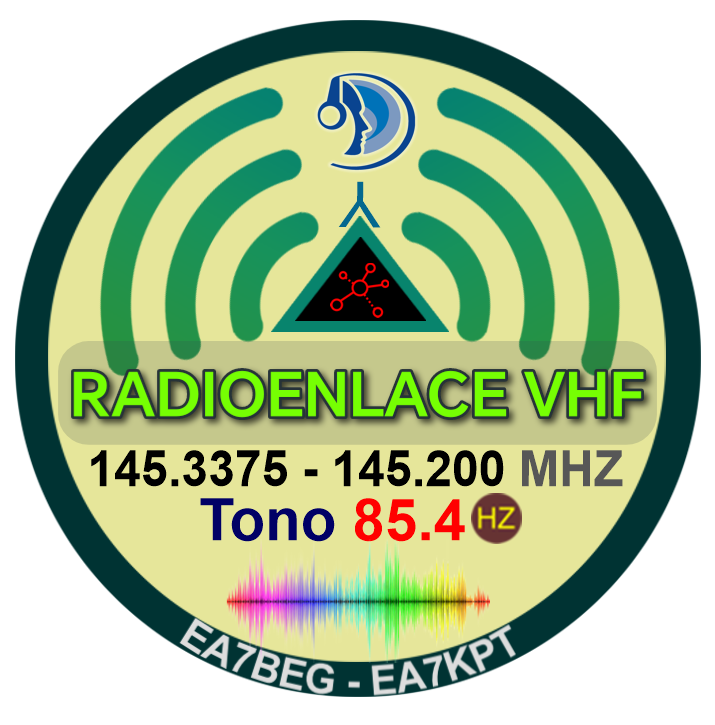 RADIOENLACE VHF
145.3375 - 145.200 MHZ
Tono 85.4 HZ
EA7BEG - EA7KPT